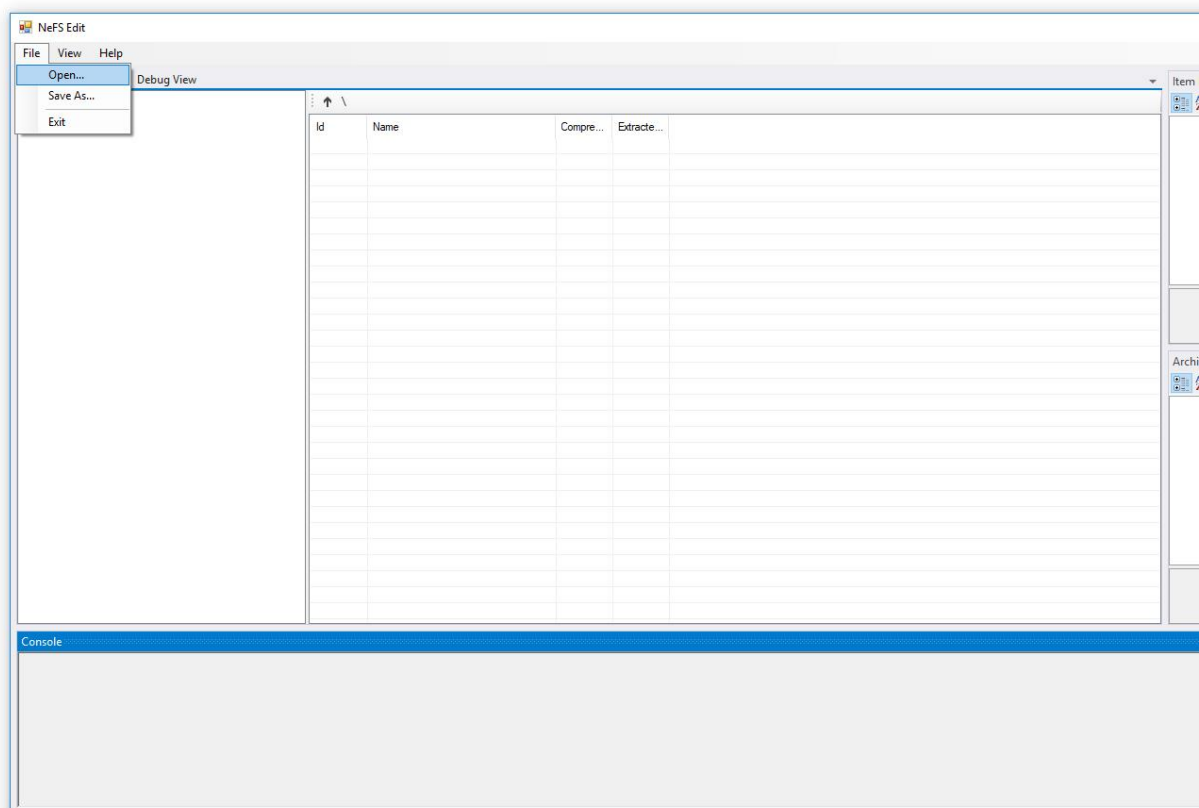 NeFS Edit
File View Help
Open...
Save As...
Exit
Debug View
Item
\
Id Name Compre... Extracte...
Archi
Console